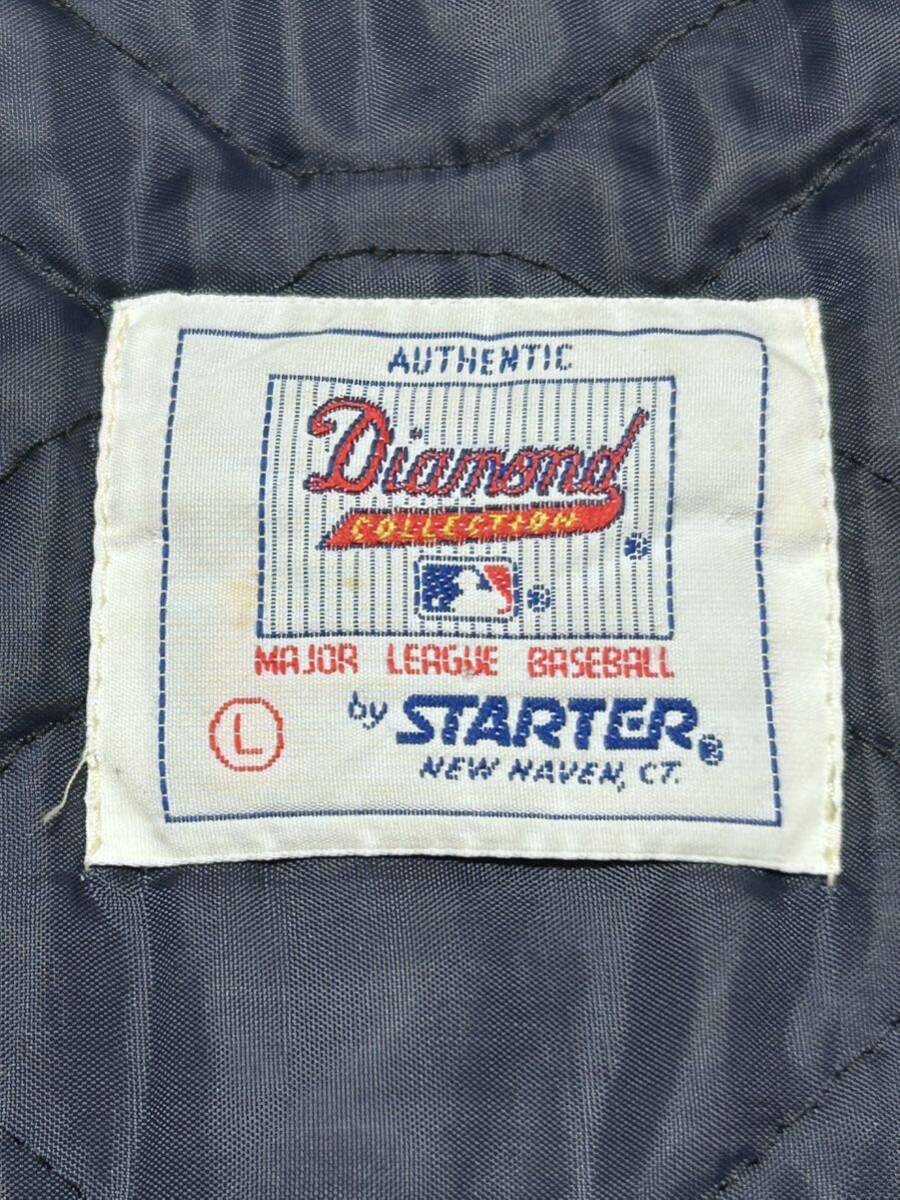 AUTHENTIC
Diamond
COLLECTION
®
®
MAJOR LEAGUE BASEBALL
L
by STARTER®
NEW HAVEN, CT.